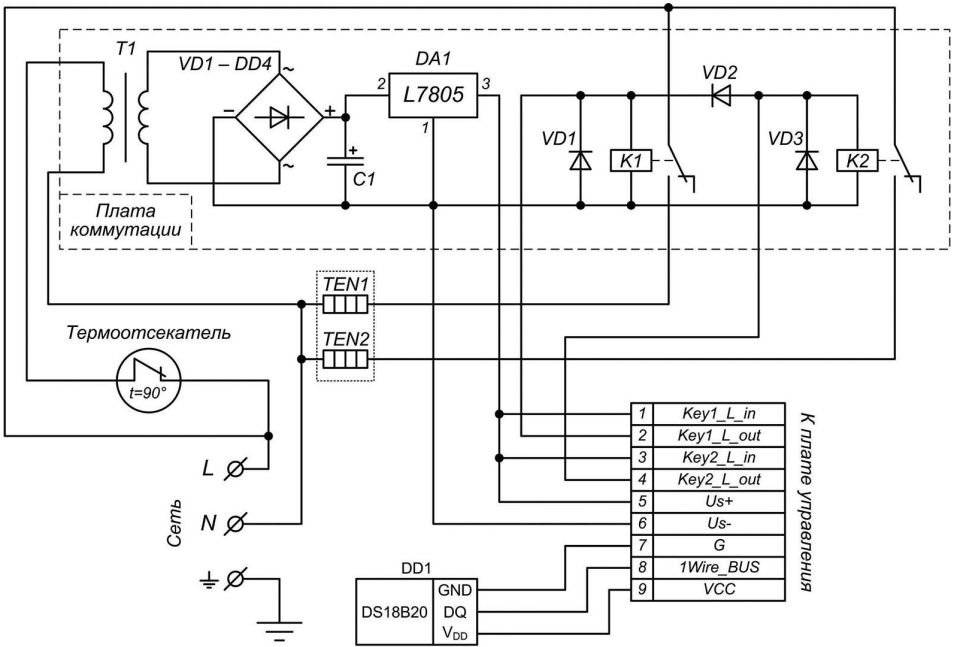 T1
VD1 – DD4
~
–
+
~
+
C1
DA1
2
L7805
3
1
VD2
VD1
K1
VD3
K2
Плата
коммутации
TEN1
Термоотсекатель
TEN2
t=90°
L
N
Сеть
К плате управления
1 Key1_L_in
2 Key1_L_out
3 Key2_L_in
4 Key2_L_out
5 Us+
6 Us-
7 G
8 1Wire_BUS
9 VCC
DD1
DS18B20
GND
DQ
VDD